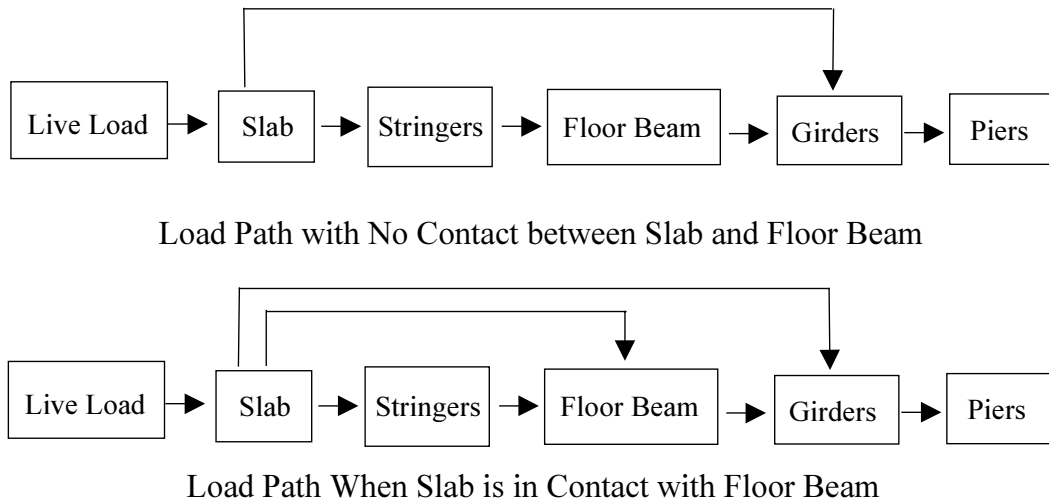 Live Load
Slab
Stringers
Floor Beam
Girders
Piers
Load Path with No Contact between Slab and Floor Beam
Live Load
Slab
Stringers
Floor Beam
Girders
Piers
Load Path When Slab is in Contact with Floor Beam